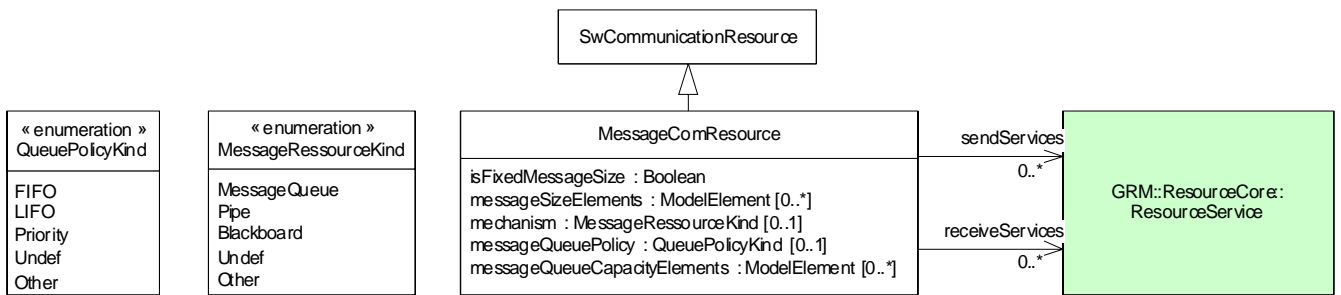 SwCommunicationResource
« enumeration »
QueuePolicyKind
FIFO
LIFO
Priority
Undef
Other
« enumeration »
MessageRessourceKind
MessageQueue
Pipe
Blackboard
Undef
Other
MessageComResource
isFixedMessageSize : Boolean
messageSizeElements : ModelElement [0..*]
mechanism : MessageRessourceKind [0..1]
messageQueuePolicy : QueuePolicyKind [0..1]
messageQueueCapacityElements : ModelElement [0..*]
sendServices
0..*
receiveServices
0..*
GRM::ResourceCore::
ResourceService